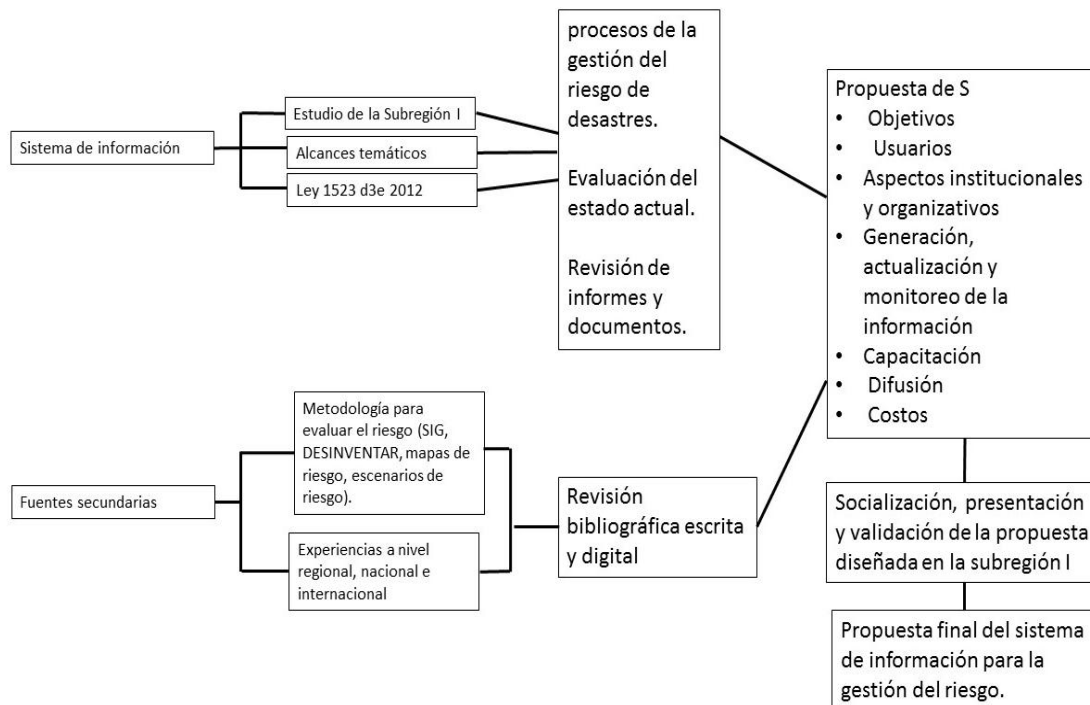 Sistema de información
Estudio de la Subregión I
Alcances temáticos
Ley 1523 d3e 2012
procesos de la
gestión del
riesgo de
desastres.
Evaluación del
estado actual.
Revisión de
informes y
documentos.
Fuentes secundarias
Metodología para
evaluar el riesgo (SIG,
DESINVENTAR, mapas de
riesgo, escenarios de
riesgo).
Experiencias a nivel
regional, nacional e
internacional
Revisión
bibliográfica escrita
y digital
Propuesta de S
• Objetivos
• Usuarios
• Aspectos institucionales
y organizativos
• Generación,
actualización y
monitoreo de la
información
• Capacitación
• Difusión
• Costos
Socialización, presentación
y validación de la propuesta
diseñada en la subregión I
Propuesta final del sistema
de información para la
gestión del riesgo.